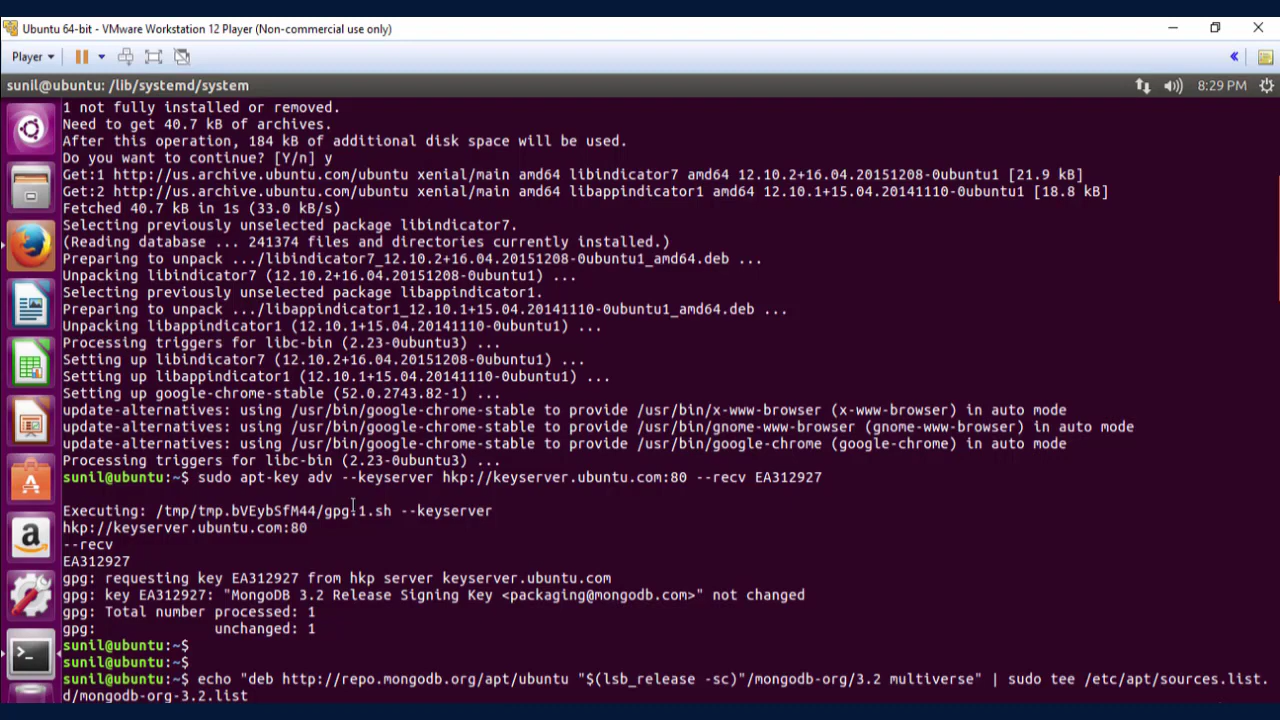 Ubuntu 64-bit - VMware Workstation 12 Player (Non-commercial use only)
Player
sunil@ubuntu: /lib/systemd/system
8:29 PM
1 not fully installed or removed.
Need to get 40.7 kB of archives.
After this operation, 184 kB of additional disk space will be used.
Do you want to continue? [Y/n] y
Get:1 http://us.archive.ubuntu.com/ubuntu xenial/main amd64 libindicator7 amd64 12.10.2+16.04.20151208-0ubuntu1 [21.9 kB]
Get:2 http://us.archive.ubuntu.com/ubuntu xenial/main amd64 libappindicator1 amd64 12.10.1+15.04.20141110-0ubuntu1 [18.8 kB]
Fetched 40.7 kB in 1s (33.0 kB/s)
Selecting previously unselected package libindicator7.
(Reading database ... 241374 files and directories currently installed.)
Preparing to unpack .../libindicator7_12.10.2+16.04.20151208-0ubuntu1_amd64.deb ...
Unpacking libindicator7 (12.10.2+16.04.20151208-0ubuntu1) ...
Selecting previously unselected package libappindicator1.
Preparing to unpack .../libappindicator1_12.10.1+15.04.20141110-0ubuntu1_amd64.deb ...
Unpacking libappindicator1 (12.10.1+15.04.20141110-0ubuntu1) ...
Processing triggers for libc-bin (2.23-0ubuntu3) ...
Setting up libindicator7 (12.10.2+16.04.20151208-0ubuntu1) ...
Setting up libappindicator1 (12.10.1+15.04.20141110-0ubuntu1) ...
Setting up google-chrome-stable (52.0.2743.82-1) ...
update-alternatives: using /usr/bin/google-chrome-stable to provide /usr/bin/x-www-browser (x-www-browser) in auto mode
update-alternatives: using /usr/bin/google-chrome-stable to provide /usr/bin/gnome-www-browser (gnome-www-browser) in auto mode
update-alternatives: using /usr/bin/google-chrome-stable to provide /usr/bin/google-chrome (google-chrome) in auto mode
Processing triggers for libc-bin (2.23-0ubuntu3) ...
sunil@ubuntu:~$ sudo apt-key adv --keyserver hkp://keyserver.ubuntu.com:80 --recv EA312927
Executing: /tmp/tmp.bVEybSfM44/gpg.1.sh --keyserver
hkp://keyserver.ubuntu.com:80
--recv
EA312927
gpg: requesting key EA312927 from hkp server keyserver.ubuntu.com
gpg: key EA312927: "MongoDB 3.2 Release Signing Key <packaging@mongodb.com>" not changed
gpg: Total number processed: 1
gpg:              unchanged: 1
sunil@ubuntu:~$
sunil@ubuntu:~$
sunil@ubuntu:~$ echo "deb http://repo.mongodb.org/apt/ubuntu "$(lsb_release -sc)"/mongodb-org/3.2 multiverse" | sudo tee /etc/apt/sources.list.
d/mongodb-org-3.2.list